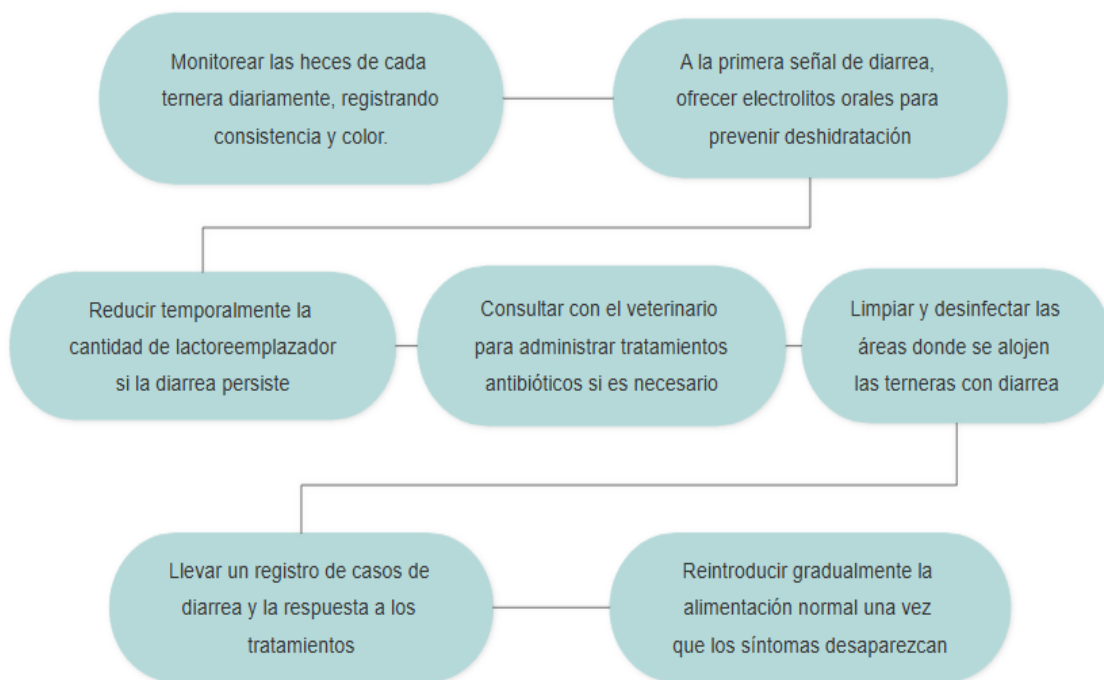 Monitorear las heces de cada
ternera diariamente, registrando
consistencia y color.
A la primera señal de diarrea,
ofrecer electrolitos orales para
prevenir deshidratación
Reducir temporalmente la
cantidad de lactoreemplazador
si la diarrea persiste
Consultar con el veterinario
para administrar tratamientos
antibióticos si es necesario
Limpiar y desinfectar las
áreas donde se alojen
las terneras con diarrea
Llevar un registro de casos de
diarrea y la respuesta a los
tratamientos
Reintroducir gradualmente la
alimentación normal una vez
que los síntomas desaparezcan